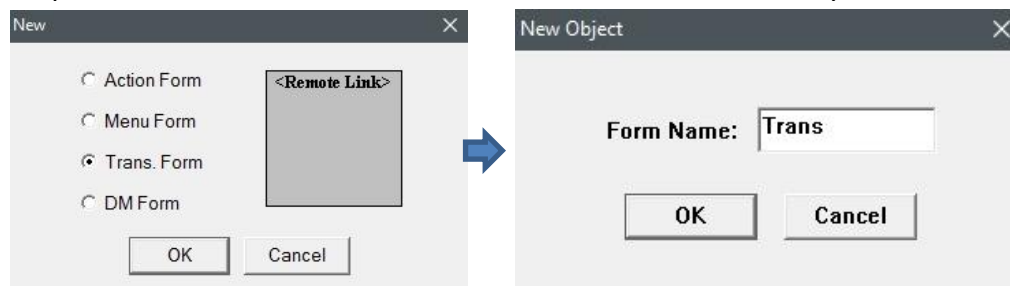 New
Action Form
Menu Form
Trans. Form
DM Form
<Remote Link>
OK Cancel
New Object
Form Name: Trans
OK Cancel